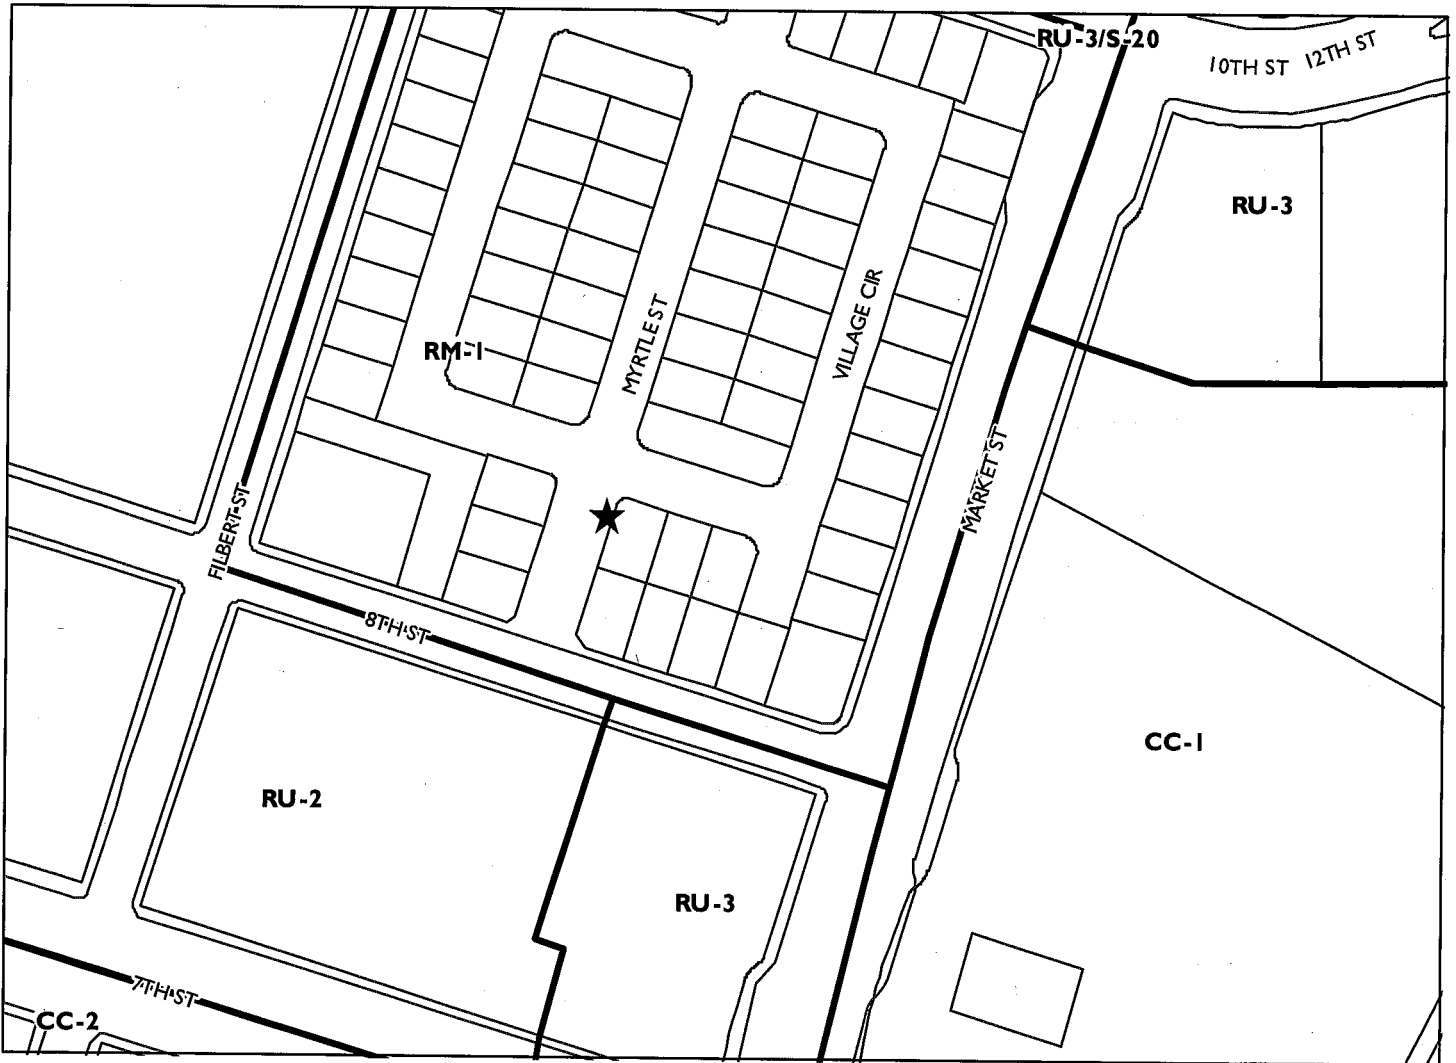 RU-3/S-20
10TH ST
12TH ST
RU-3
RM-1
MYRTLE ST
VILLAGE CIR
MARKET ST
FILBERT ST
8TH ST
CC-1
RU-2
RU-3
7TH ST
CC-2